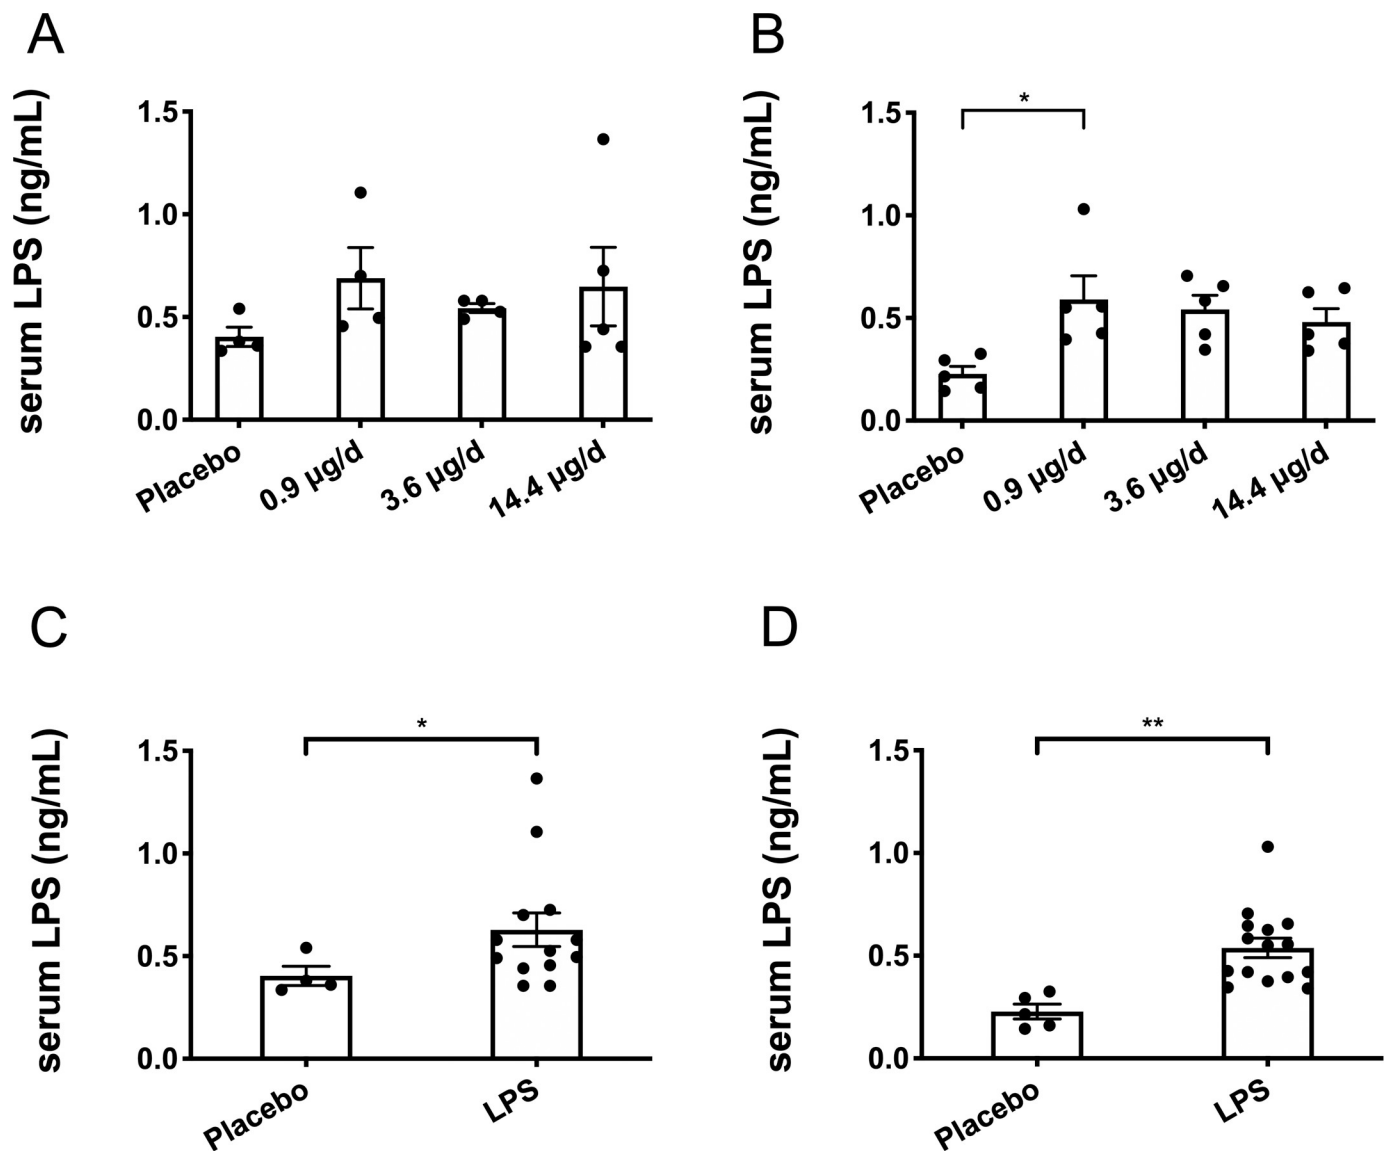 A
serum LPS (ng/mL)
1.5
1.0
0.5
0.0
Placebo
0.9 µg/d
3.6 µg/d
14.4 µg/d
B
serum LPS (ng/mL)
1.5
1.0
0.5
0.0
*
Placebo
0.9 µg/d
3.6 µg/d
14.4 µg/d
C
serum LPS (ng/mL)
1.5
1.0
0.5
0.0
*
Placebo
LPS
D
serum LPS (ng/mL)
1.5
1.0
0.5
0.0
**
Placebo
LPS